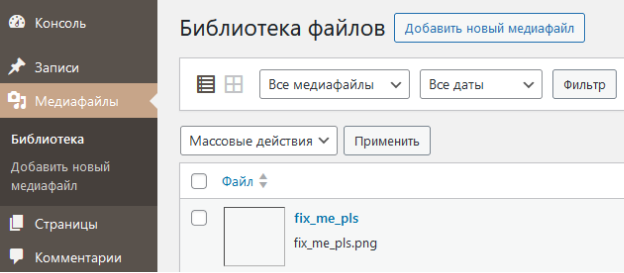 Консоль
Записи
Медиафайлы
Библиотека
Добавить новый
медиафайл
Страницы
Комментарии
Библиотека файлов Добавить новый медиафайл
Все медиафайлы Все даты Фильтр
Массовые действия Применить
Файл
fix_me_pls
fix_me_pls.png